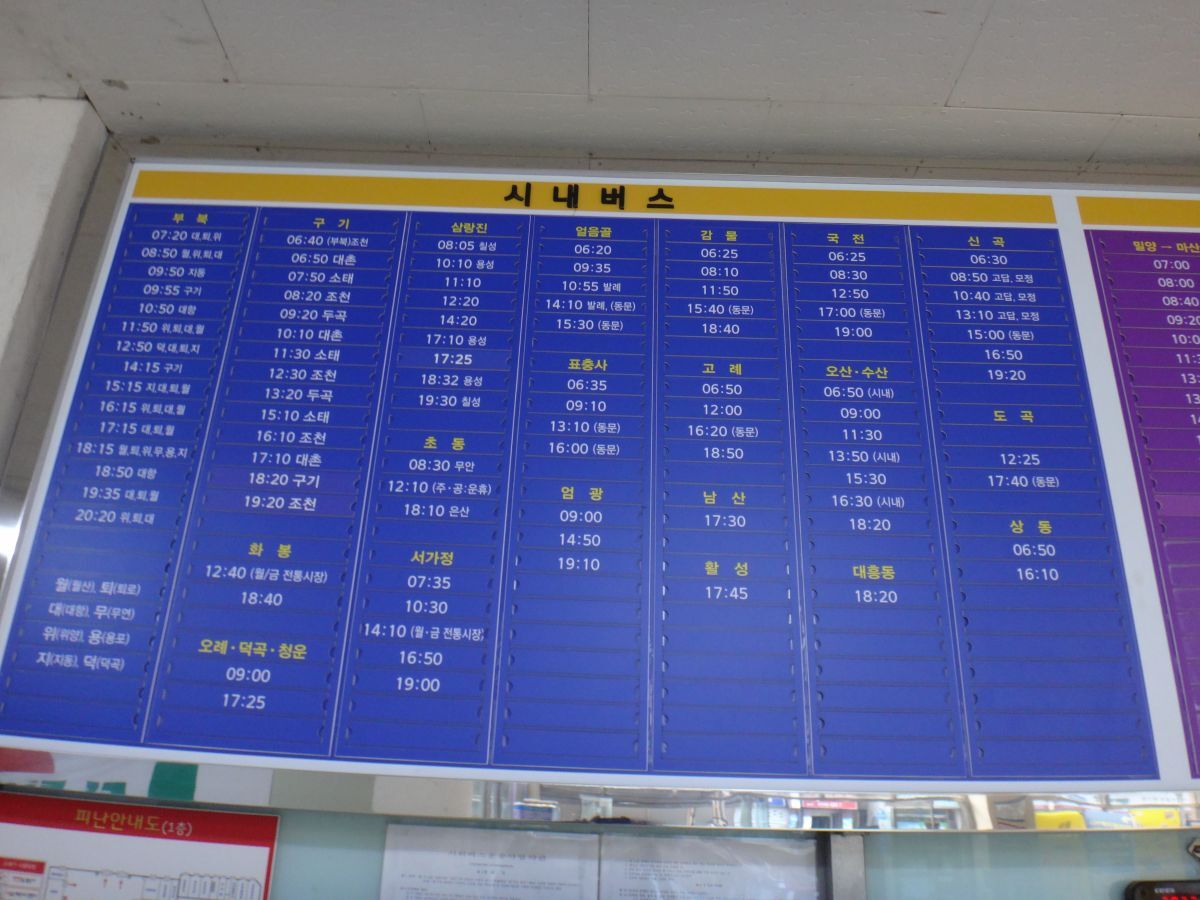 시내버스
부 북
07:20 대,퇴,위
08:50 월,위,퇴,대
09:50 지동
09:55 구기
10:50 대항
11:50 위,퇴,대,월
12:50 덕,대,퇴,지
14:15 구기
15:15 지,대,퇴,월
16:15 위,퇴,대,월
17:15 대,퇴,월
18:15 월,퇴,위,무,용,지
18:50 대항
19:35 대,퇴,월
20:20 위,퇴,대
월(월산), 퇴(퇴로)
대(대항), 무(무연)
위(위양), 용(용포)
지(지동), 덕(덕곡)
구 기
06:40 (부북)조천
06:50 대촌
07:50 소태
08:20 조천
09:20 두곡
10:10 대촌
11:30 소태
12:30 조천
13:20 두곡
15:10 소태
16:10 조천
17:10 대촌
18:20 구기
19:20 조천
화 봉
12:40 (월/금 전통시장)
18:40
오례·덕곡·청운
09:00
17:25
삼랑진
08:05 칠성
10:10 용성
11:10
12:20
14:20
17:10 용성
17:25
18:32 용성
19:30 칠성
초 동
08:30 무안
12:10 (주·공:운휴)
18:10 은산
서가정
07:35
10:30
14:10 (월·금 전통시장)
16:50
19:00
얼음골
06:20
09:35
10:55 발례
14:10 발례, (동문)
15:30 (동문)
표충사
06:35
09:10
13:10 (동문)
16:00 (동문)
엄 광
09:00
14:50
19:10
감 물
06:25
08:10
11:50
15:40 (동문)
18:40
고 례
06:50
12:00
16:20 (동문)
18:50
남 산
17:30
활 성
17:45
국 전
06:25
08:30
12:50
17:00 (동문)
19:00
오산·수산
06:50 (시내)
09:00
11:30
13:50 (시내)
15:30
16:30 (시내)
18:20
대흥동
18:20
신 곡
06:30
08:50 고답, 모정
10:40 고답, 모정
13:10 고답, 모정
15:00 (동문)
16:50
19:20
도 곡
12:25
17:40 (동문)
상 동
06:50
16:10
밀양 → 마산
07:00
08:00
08:40
피난안내도(1층)